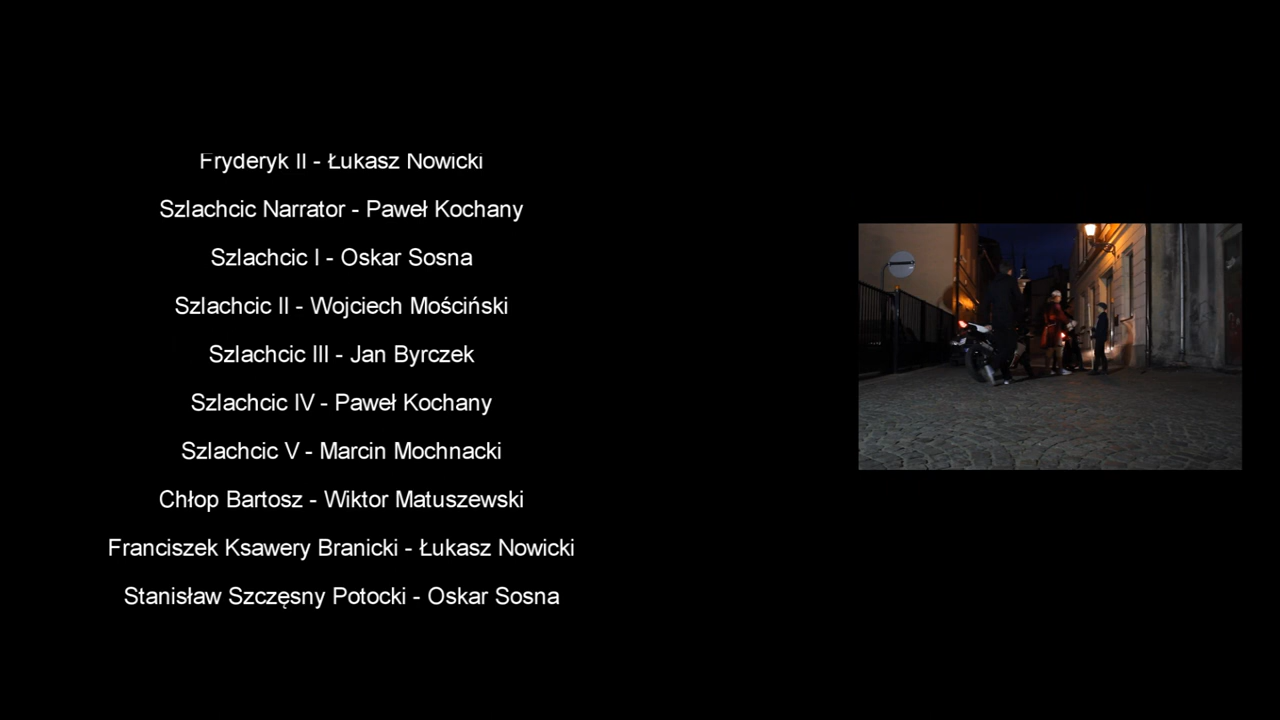 Fryderyk II - Łukasz Nowicki
Szlachcic Narrator - Paweł Kochany
Szlachcic I - Oskar Sosna
Szlachcic II - Wojciech Mościński
Szlachcic III - Jan Byrczek
Szlachcic IV - Paweł Kochany
Szlachcic V - Marcin Mochnacki
Chłop Bartosz - Wiktor Matuszewski
Franciszek Ksawery Branicki - Łukasz Nowicki
Stanisław Szczęsny Potocki - Oskar Sosna